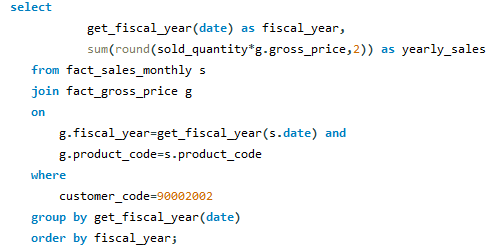 select
get_fiscal_year(date) as fiscal_year,
sum(round(sold_quantity*g.gross_price,2)) as yearly_sales
from fact_sales_monthly s
join fact_gross_price g
on
g.fiscal_year=get_fiscal_year(s.date) and
g.product_code=s.product_code
where
customer_code=90002002
group by get_fiscal_year(date)
order by fiscal_year;